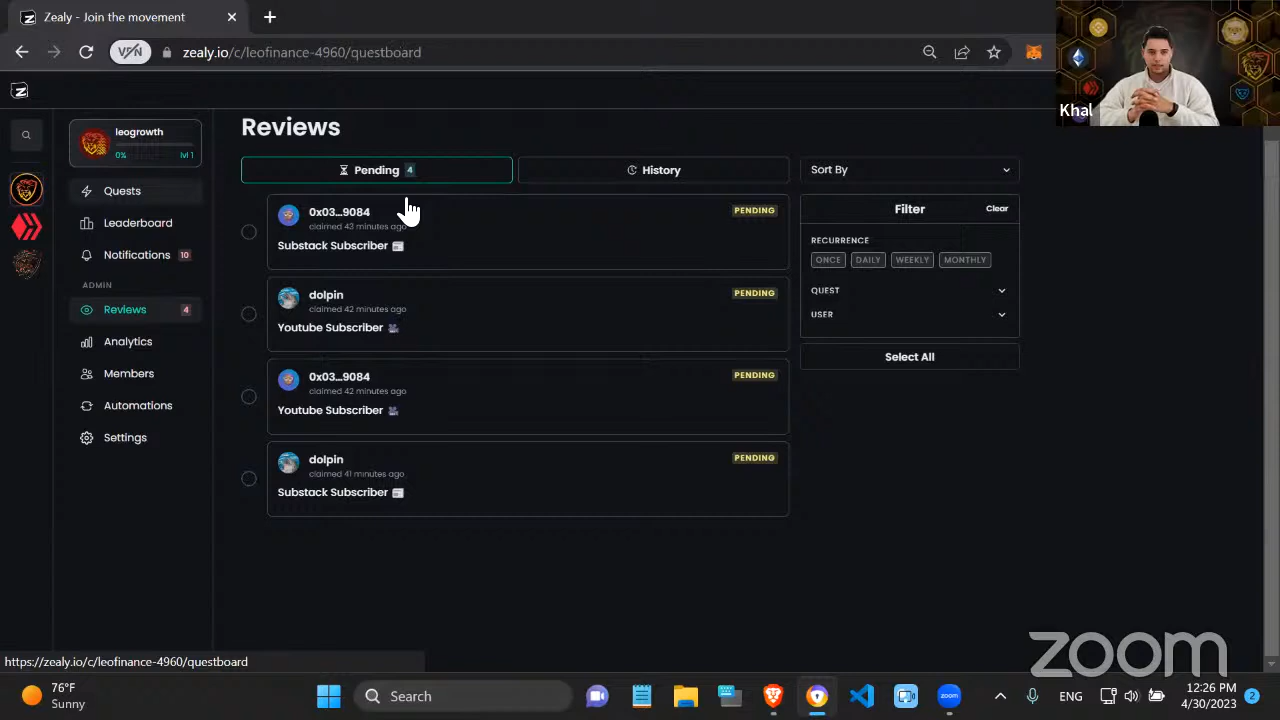 Zealy - Join the movement
VPN
zealy.io/c/leofinance-4960/questboard
Khal
leogrowth
0%
lvl 1
Quests
Leaderboard
Notifications 10
ADMIN
Reviews 4
Analytics
Members
Automations
Settings
Reviews
Pending 4
History
Sort By
0x03...9084
PENDING
claimed 43 minutes ago
Substack Subscriber
dolpin
PENDING
claimed 42 minutes ago
Youtube Subscriber
0x03...9084
PENDING
claimed 42 minutes ago
Youtube Subscriber
dolpin
PENDING
claimed 41 minutes ago
Substack Subscriber
Filter
Clear
RECURRENCE
ONCE DAILY WEEKLY MONTHLY
QUEST
USER
Select All
zoom
https://zealy.io/c/leofinance-4960/questboard
76°F
Sunny
Search
zoom
ENG
12:26 PM
4/30/2023
2